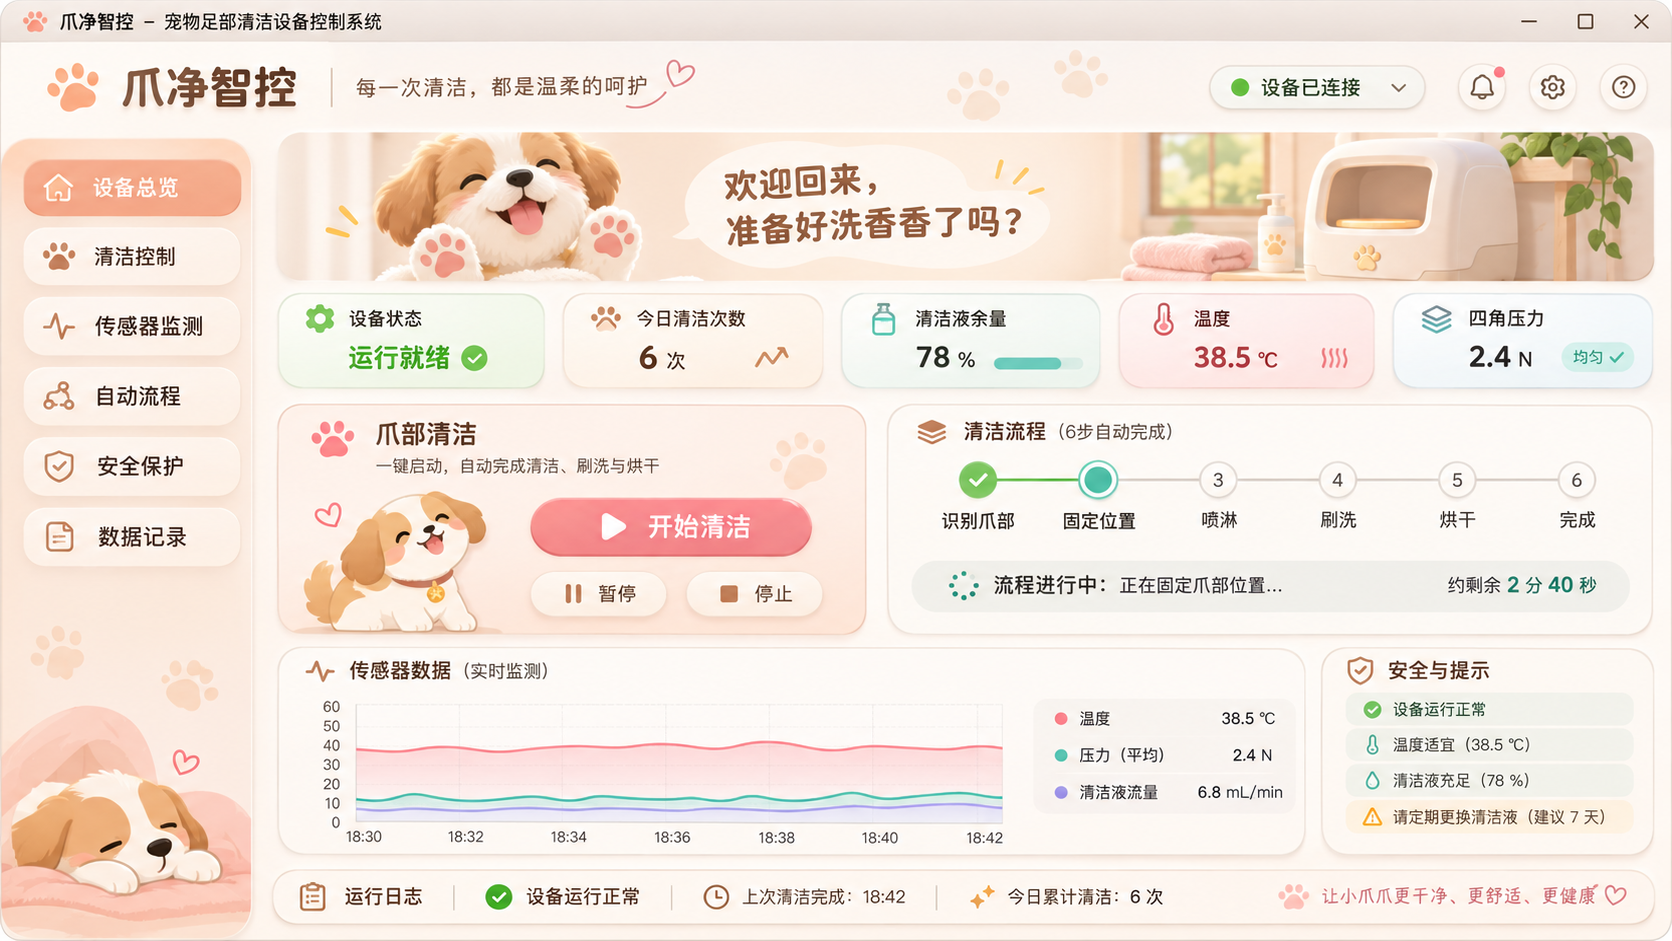 爪净智控 – 宠物足部清洁设备控制系统
爪净智控
每一次清洁，都是温柔的呵护
设备已连接
设备总览
清洁控制
传感器监测
自动流程
安全保护
数据记录
欢迎回来，
准备好洗香香了吗？
设备状态
运行就绪
今日清洁次数
6 次
清洁液余量
78 %
温度
38.5 ℃
四角压力
2.4 N
均匀
爪部清洁
一键启动，自动完成清洁、刷洗与烘干
开始清洁
暂停
停止
清洁流程（6步自动完成）
3
4
5
6
识别爪部
固定位置
喷淋
刷洗
烘干
完成
流程进行中：正在固定爪部位置...
约剩余 2 分 40 秒
传感器数据（实时监测）
60
50
40
30
20
10
0
18:30
18:32
18:34
18:36
18:38
18:40
18:42
温度 38.5 ℃
压力（平均） 2.4 N
清洁液流量 6.8 mL/min
安全与提示
设备运行正常
温度适宜（38.5 ℃）
清洁液充足（78 %）
请定期更换清洁液（建议 7 天）
运行日志
设备运行正常
上次清洁完成：18:42
今日累计清洁：6 次
让小爪爪更干净、更舒适、更健康